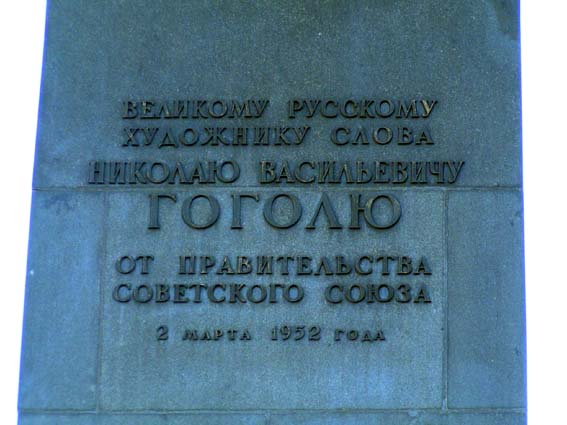 ВЕЛИКОМУ РУССКОМУ
ХУДОЖНИКУ СЛОВА
НИКОЛАЮ ВАСИЛЬЕВИЧУ
ГОГОЛЮ
ОТ ПРАВИТЕЛЬСТВА
СОВЕТСКОГО СОЮЗА
2 МАРТА 1952 ГОДА